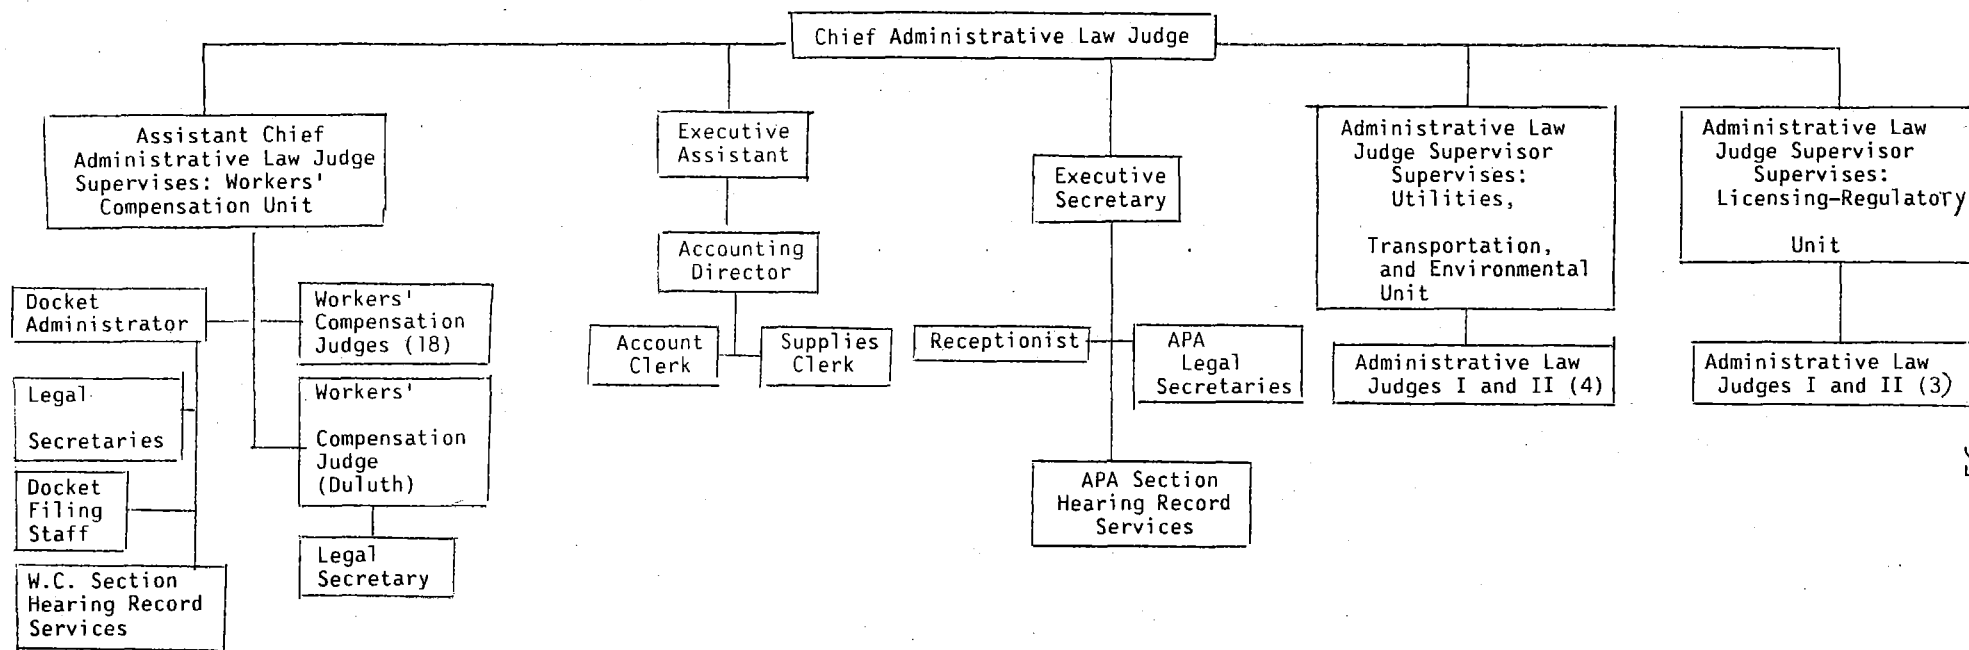 Chief Administrative Law Judge
Assistant Chief
Administrative Law Judge
Supervises: Workers'
Compensation Unit
Executive
Assistant
Executive
Secretary
Administrative Law
Judge Supervisor
Supervises:
Utilities,
Transportation,
and Environmental
Unit
Administrative Law
Judge Supervisor
Supervises:
Licensing-Regulatory
Unit
Accounting
Director
Docket
Administrator
Workers'
Compensation
Judges (18)
Account
Clerk
Supplies
Clerk
Receptionist
APA
Legal
Secretaries
Administrative Law
Judges I and II (4)
Administrative Law
Judges I and II (3)
Legal
Secretaries
Workers'
Compensation
Judge
(Duluth)
Docket
Filing
Staff
APA Section
Hearing Record
Services
Legal
Secretary
W.C. Section
Hearing Record
Services